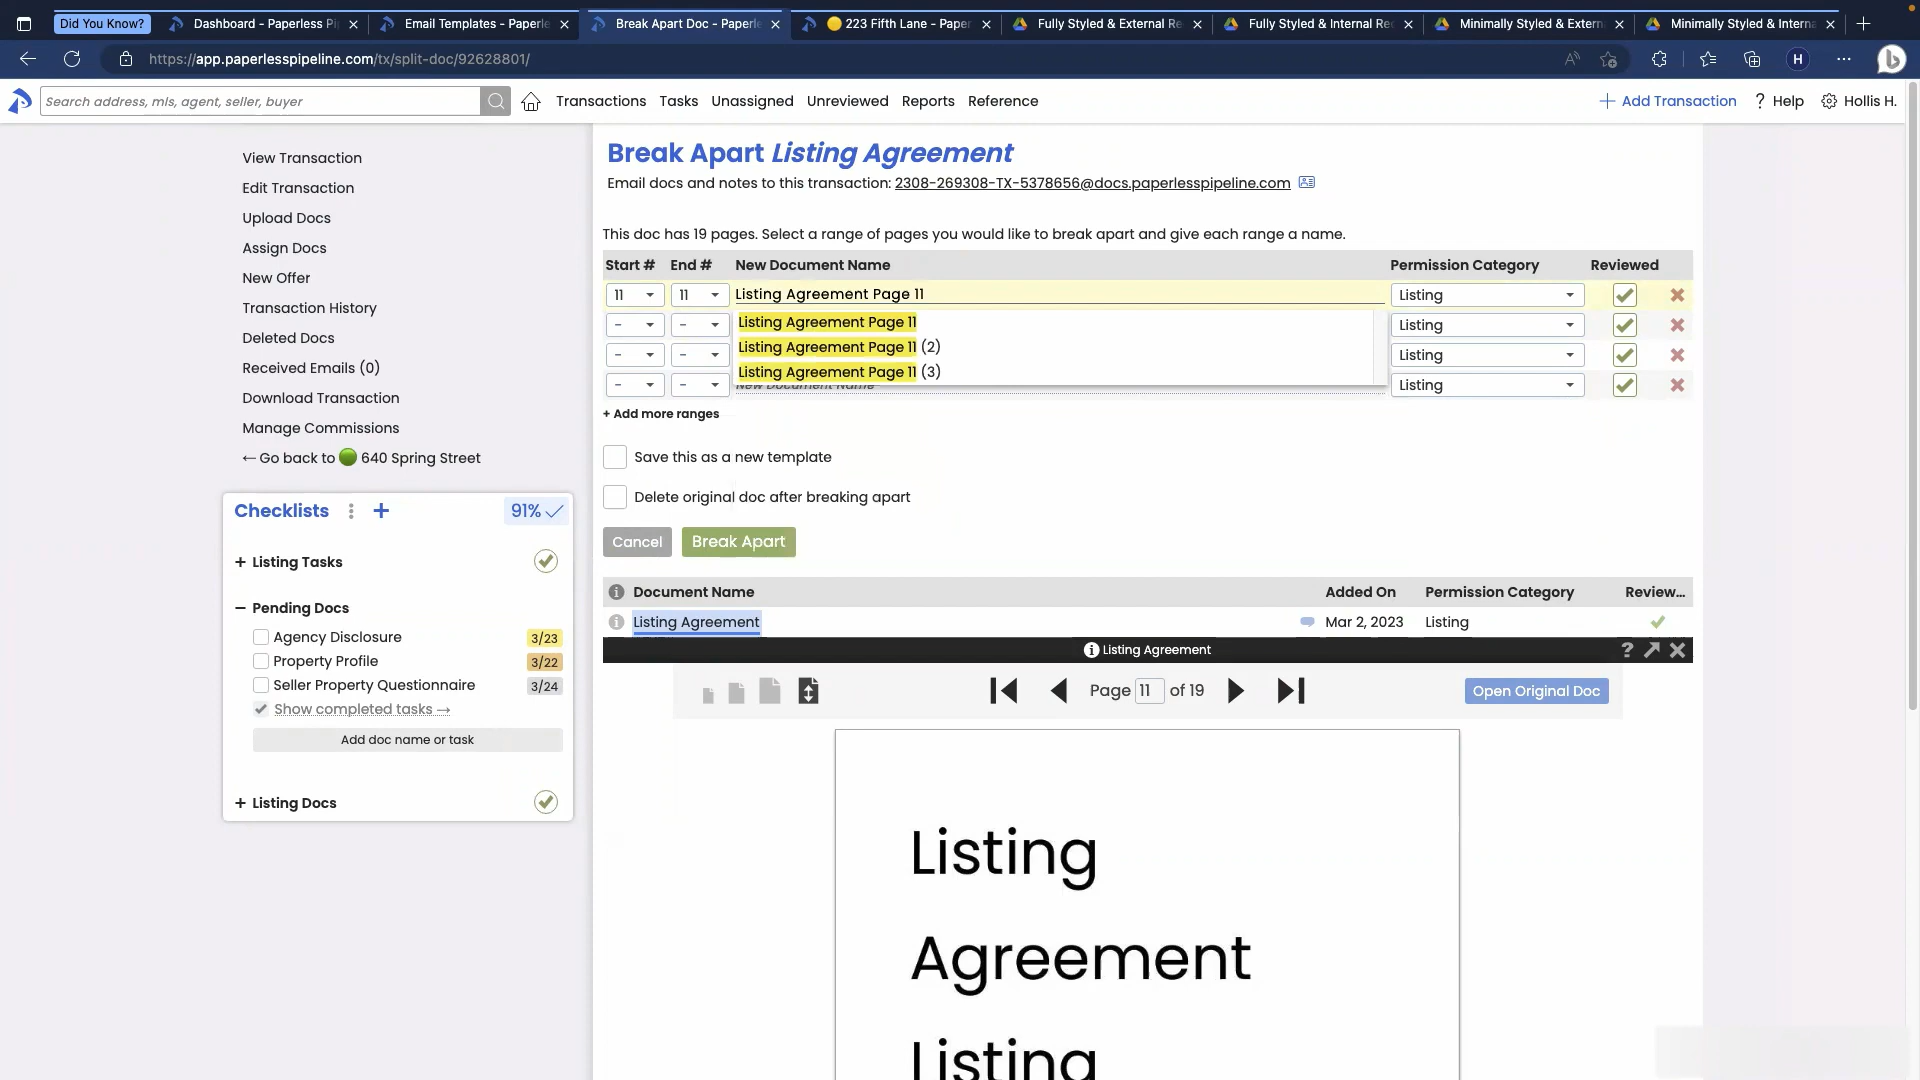 Did You Know?
Dashboard - Paperless Pi
Email Templates - Paperle
Break Apart Doc - Paperle
223 Fifth Lane - Paper
Fully Styled & External Re
Fully Styled & Internal Rec
Minimally Styled & Extern
Minimally Styled & Interna
https://app.paperlesspipeline.com/tx/split-doc/92628801/
H
Search address, mls, agent, seller, buyer
Transactions
Tasks
Unassigned
Unreviewed
Reports
Reference
Add Transaction
? Help
Hollis H.
View Transaction
Edit Transaction
Upload Docs
Assign Docs
New Offer
Transaction History
Deleted Docs
Received Emails (0)
Download Transaction
Manage Commissions
← Go back to 640 Spring Street
Checklists
91%
+ Listing Tasks
− Pending Docs
Agency Disclosure 3/23
Property Profile 3/22
Seller Property Questionnaire 3/24
Show completed tasks →
Add doc name or task
+ Listing Docs
Break Apart Listing Agreement
Email docs and notes to this transaction: 2308-269308-TX-5378656@docs.paperlesspipeline.com
This doc has 19 pages. Select a range of pages you would like to break apart and give each range a name.
Start # End # New Document Name Permission Category Reviewed
11 11 Listing Agreement Page 11 Listing
Listing Agreement Page 11
- - Listing
Listing Agreement Page 11 (2)
- - Listing
Listing Agreement Page 11 (3)
- - New Document Name Listing
+ Add more ranges
Save this as a new template
Delete original doc after breaking apart
Cancel
Break Apart
Document Name Added On Permission Category Review...
Listing Agreement Mar 2, 2023 Listing
Listing Agreement
?
Page 11 of 19
Open Original Doc
Listing
Agreement
Listing